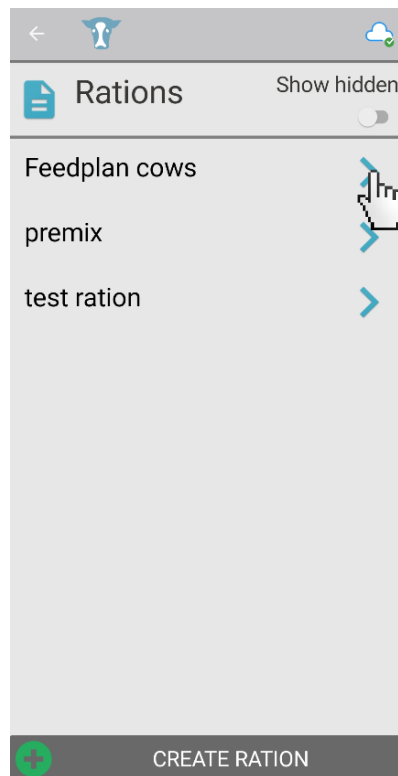 Rations
Show hidden
Feedplan cows
premix
test ration
CREATE RATION